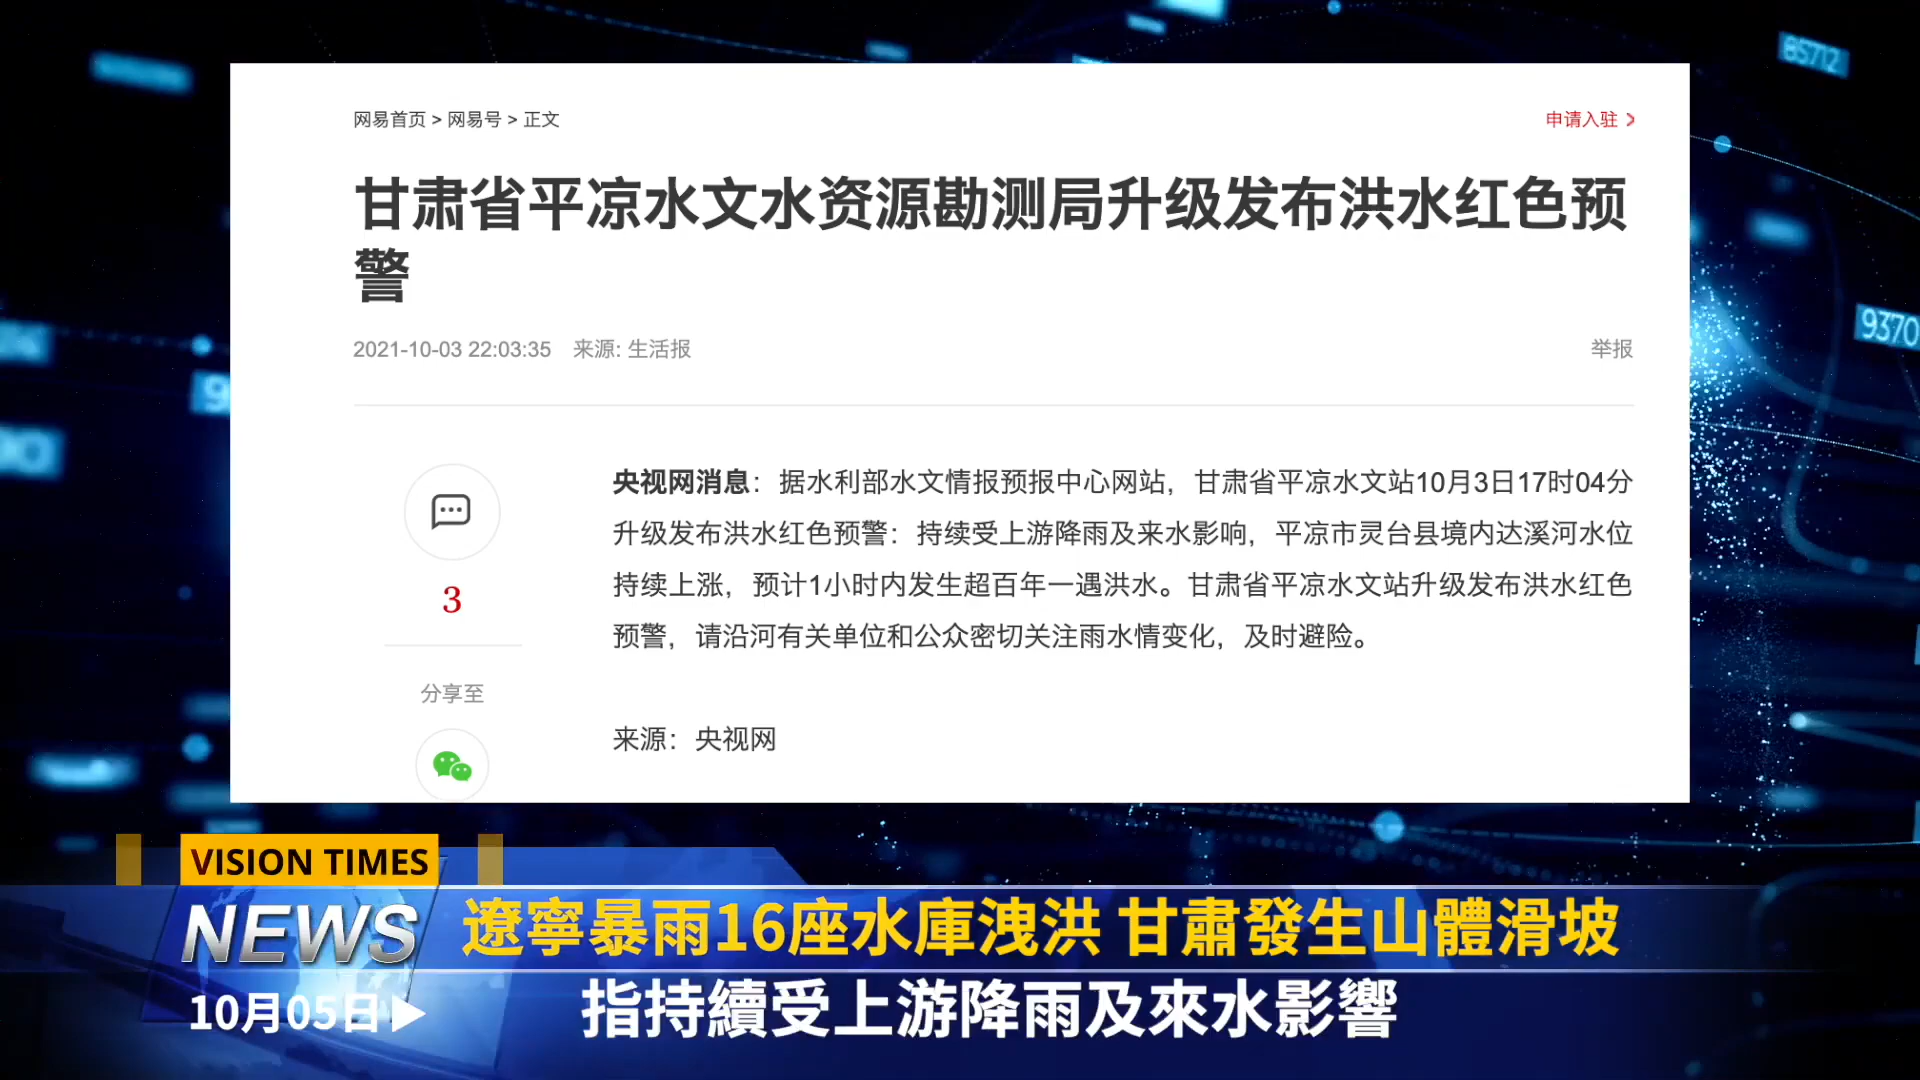 85712
9370
网易首页 > 网易号 > 正文
申请入驻 >
甘肃省平凉水文水资源勘测局升级发布洪水红色预
警
2021-10-03 22:03:35 来源: 生活报
举报
央视网消息：据水利部水文情报预报中心网站，甘肃省平凉水文站10月3日17时04分
升级发布洪水红色预警：持续受上游降雨及来水影响，平凉市灵台县境内达溪河水位
持续上涨，预计1小时内发生超百年一遇洪水。甘肃省平凉水文站升级发布洪水红色
预警，请沿河有关单位和公众密切关注雨水情变化，及时避险。
3
分享至
来源：央视网
VISION TIMES
NEWS
遼寧暴雨16座水庫洩洪 甘肅發生山體滑坡
10月05日
指持續受上游降雨及來水影響